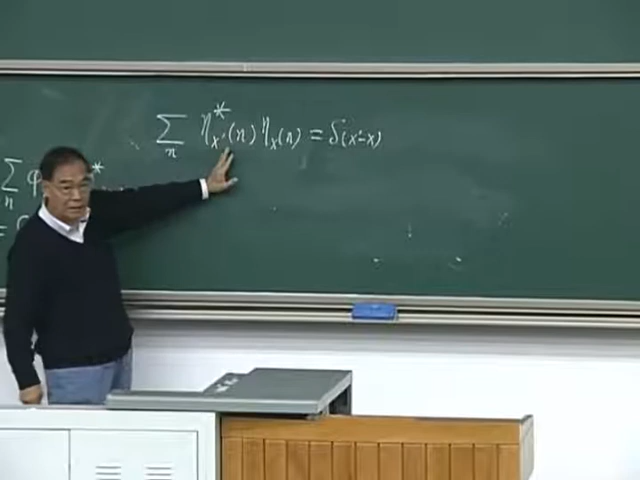 ∑ₙ η*ₓ′(n) ηₓ(n) = δ(x′-x)
∑ₙ φ *
=